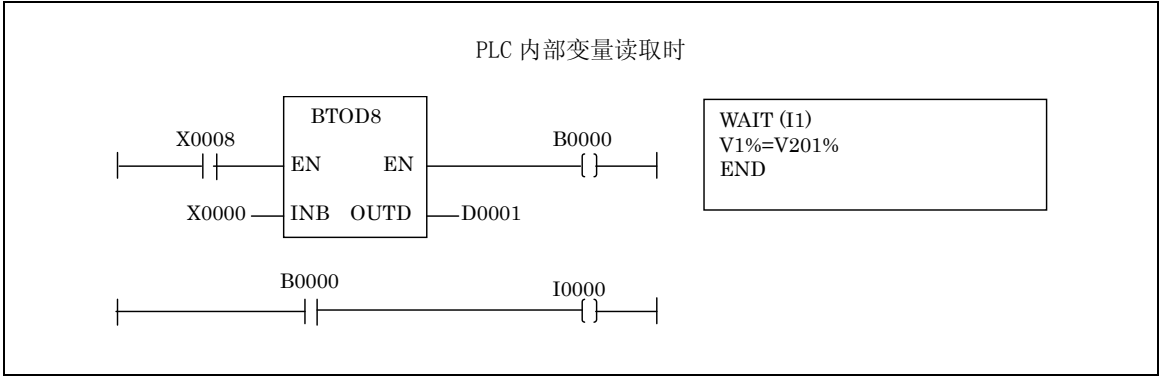 PLC 内部变量读取时
BTOD8
X0008
B0000
EN EN
X0000 INB OUTD D0001
WAIT (I1)
V1%=V201%
END
B0000
I0000